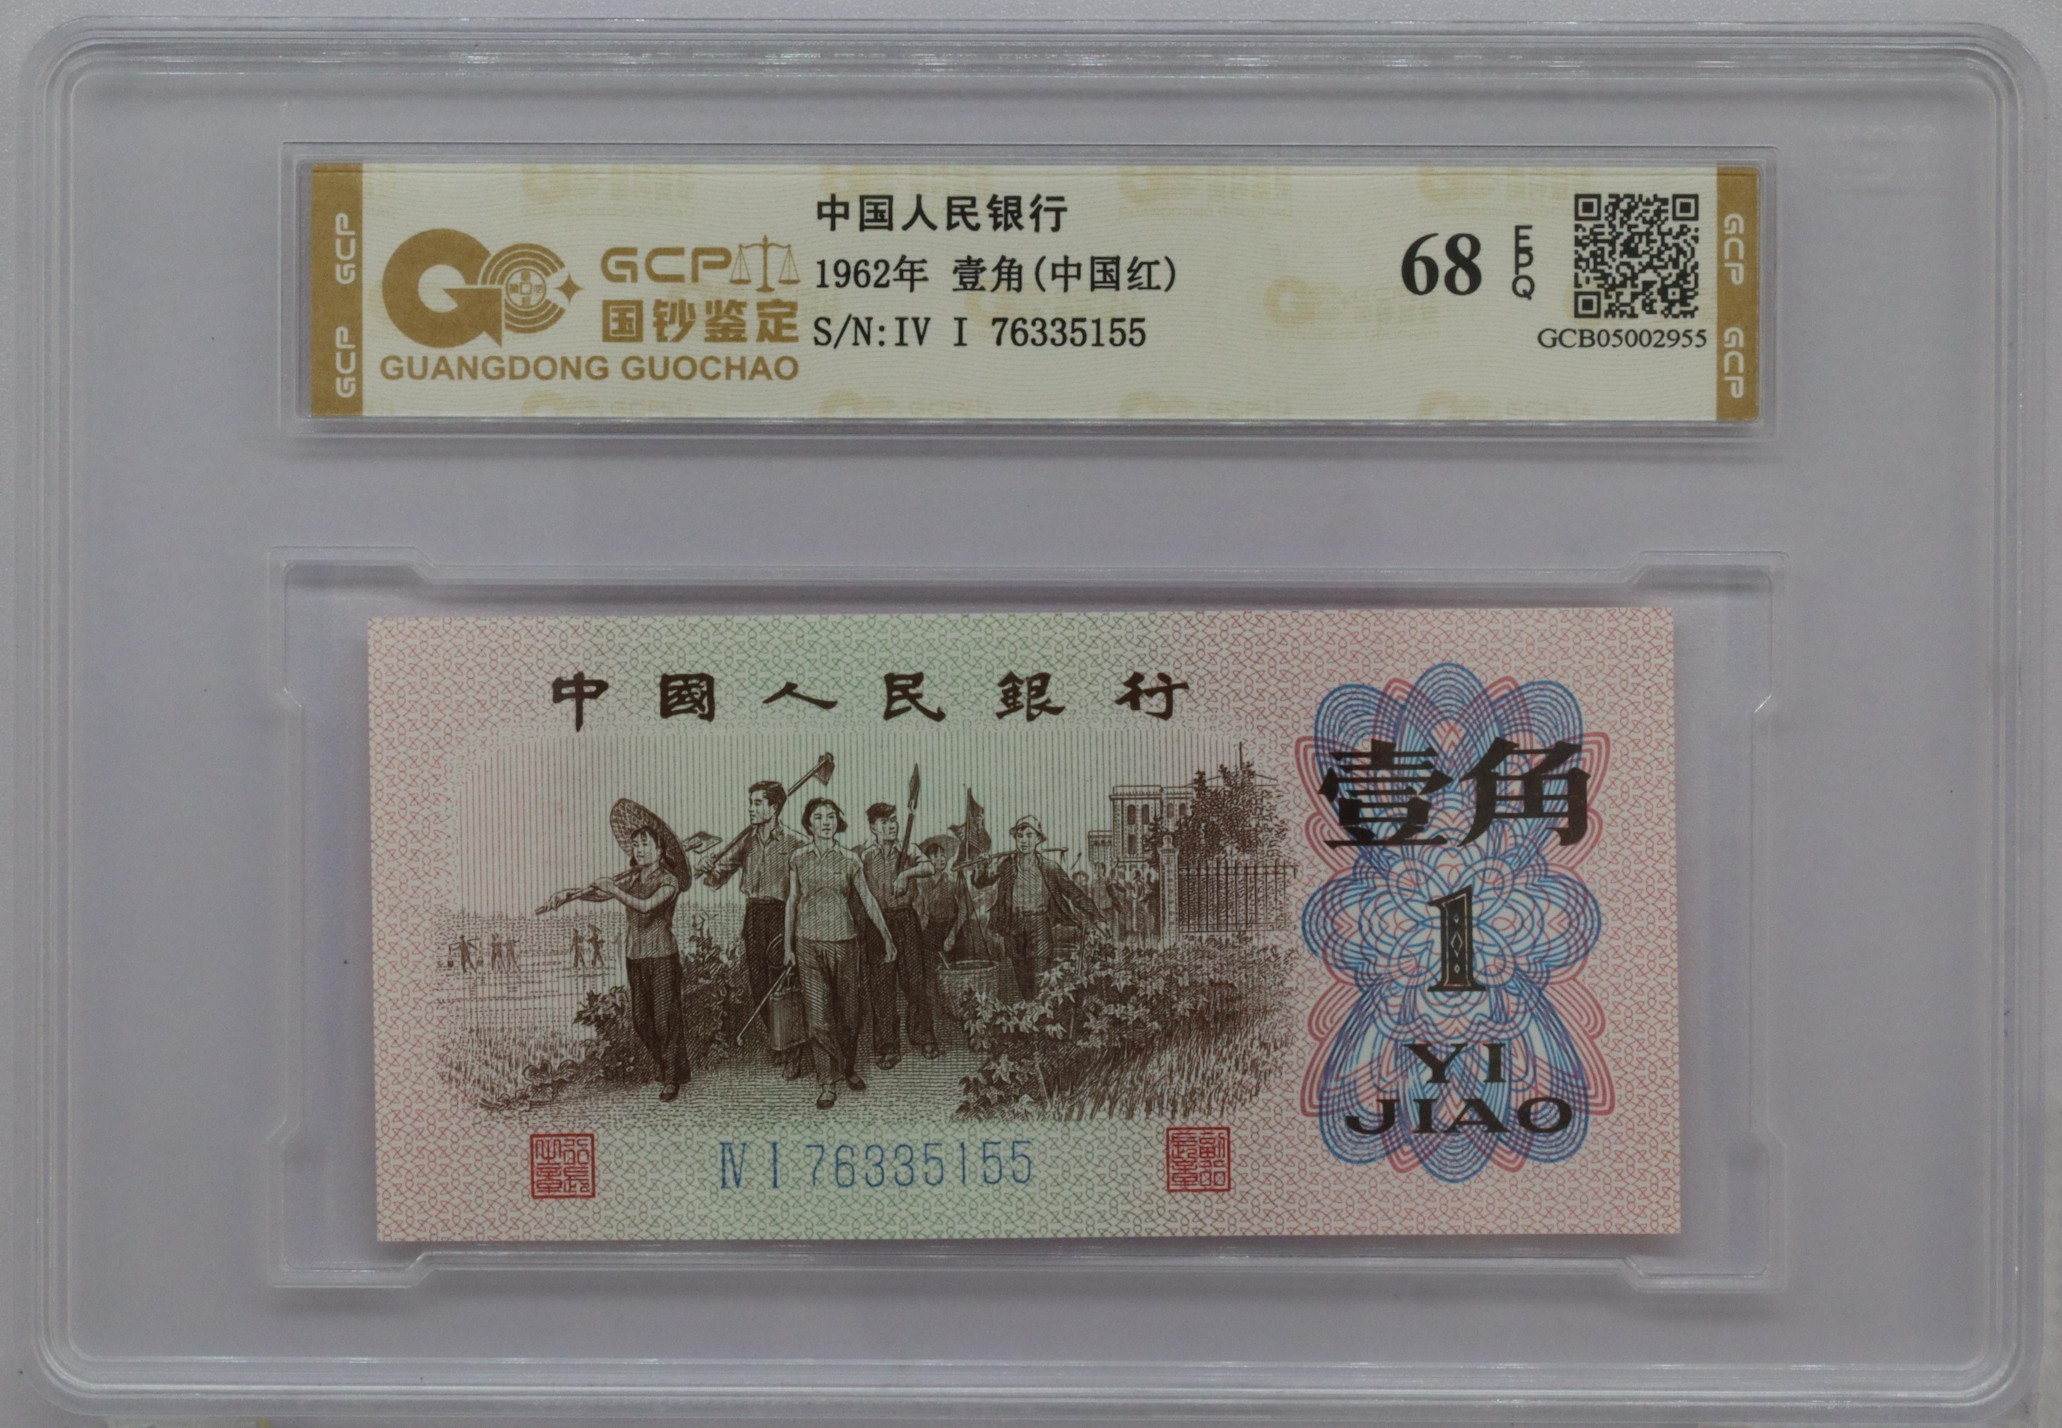 GCP
GCP
GCP
国钞鉴定
GUANGDONG GUOCHAO
中国人民银行
1962年 壹角(中国红)
S/N:IV I 76335155
68
EPQ
GCB05002955
GCP
GCP
中國人民銀行
壹角
1
YI
JIAO
IV I 76335155